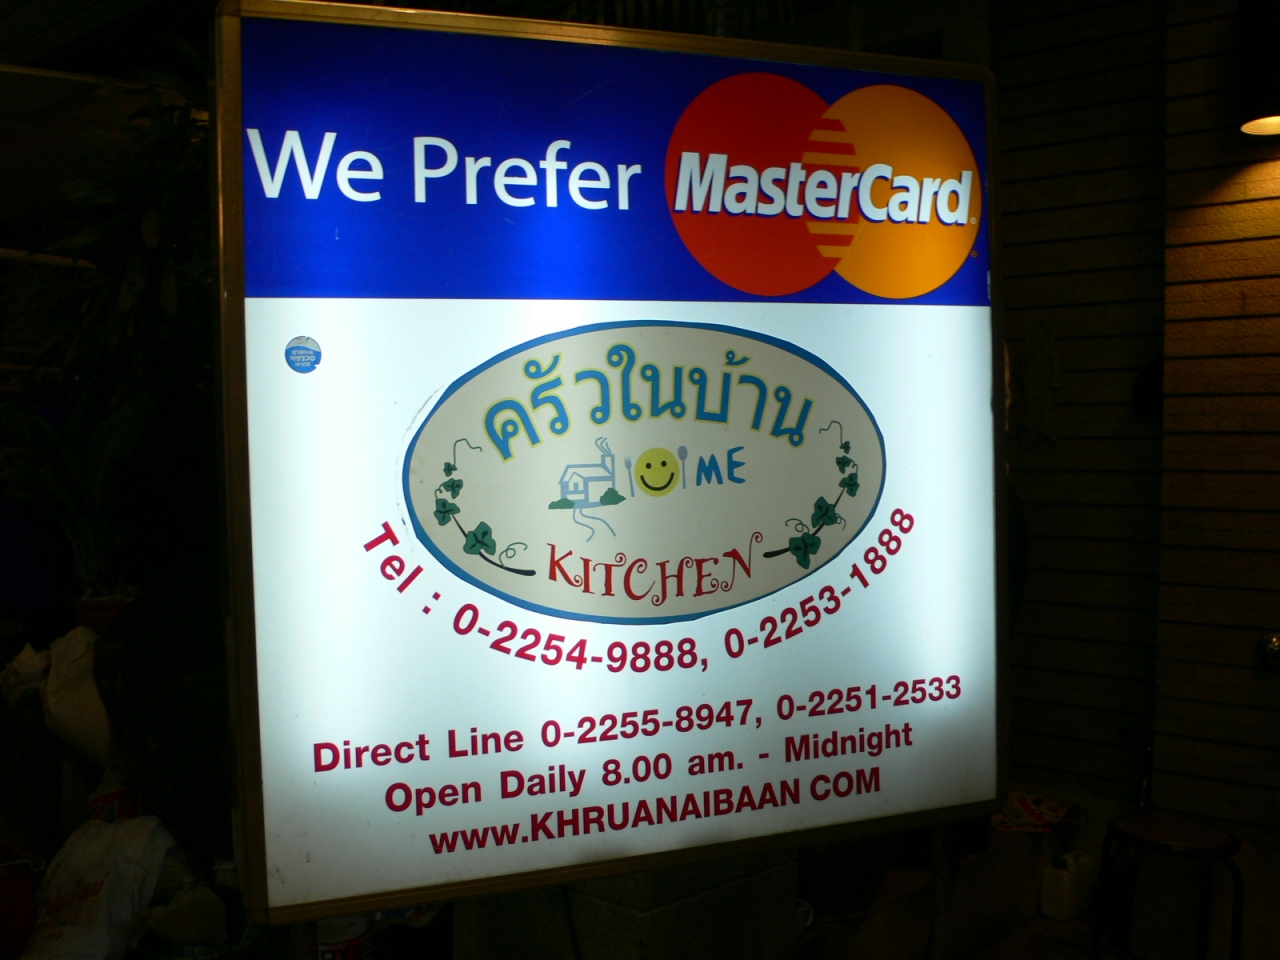 We Prefer MasterCard
ครัวในบ้าน
HOME
KITCHEN
Tel : 0-2254-9888, 0-2253-1888
Direct Line 0-2255-8947, 0-2251-2533
Open Daily 8.00 am. - Midnight
www.KHRUANAIBAAN COM